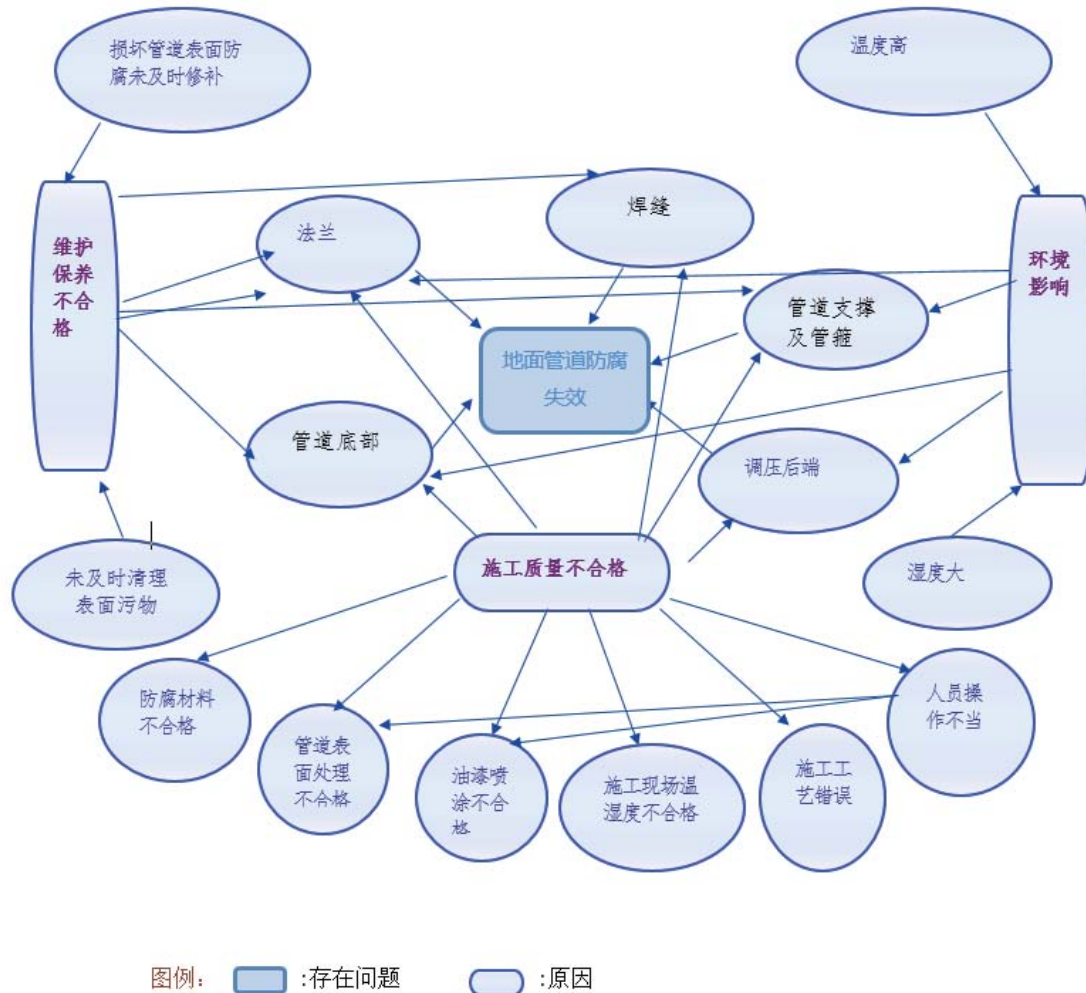 损坏管道表面防
腐未及时修补
温度高
焊缝
法兰
维护
保养
不合
格
环境
影响
管道支撑
及管箍
地面管道防腐
失效
管道底部
调压后端
施工质量不合格
未及时清理
表面污物
湿度大
防腐材料
不合格
人员操
作不当
管道表
面处理
不合格
油漆喷
涂不合
格
施工现场温
湿度不合格
施工工
艺错误
图例： :存在问题 :原因